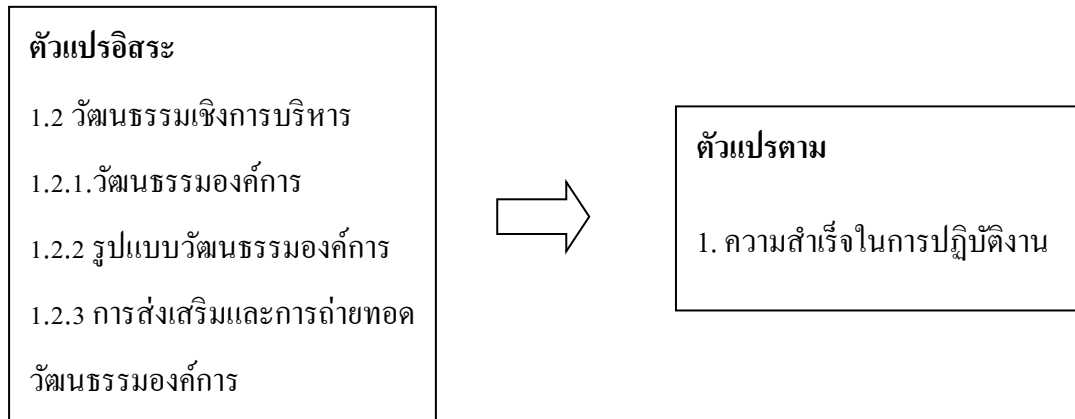 ตัวแปรอิสระ
1.2 วัฒนธรรมเชิงการบริหาร
1.2.1.วัฒนธรรมองค์การ
1.2.2 รูปแบบวัฒนธรรมองค์การ
1.2.3 การส่งเสริมและการถ่ายทอด
วัฒนธรรมองค์การ
ตัวแปรตาม
1. ความสำเร็จในการปฏิบัติงาน